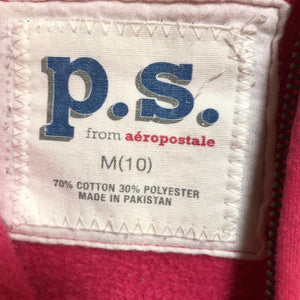 p.s.
from aéropostale
M(10)
70% COTTON 30% POLYESTER
MADE IN PAKISTAN